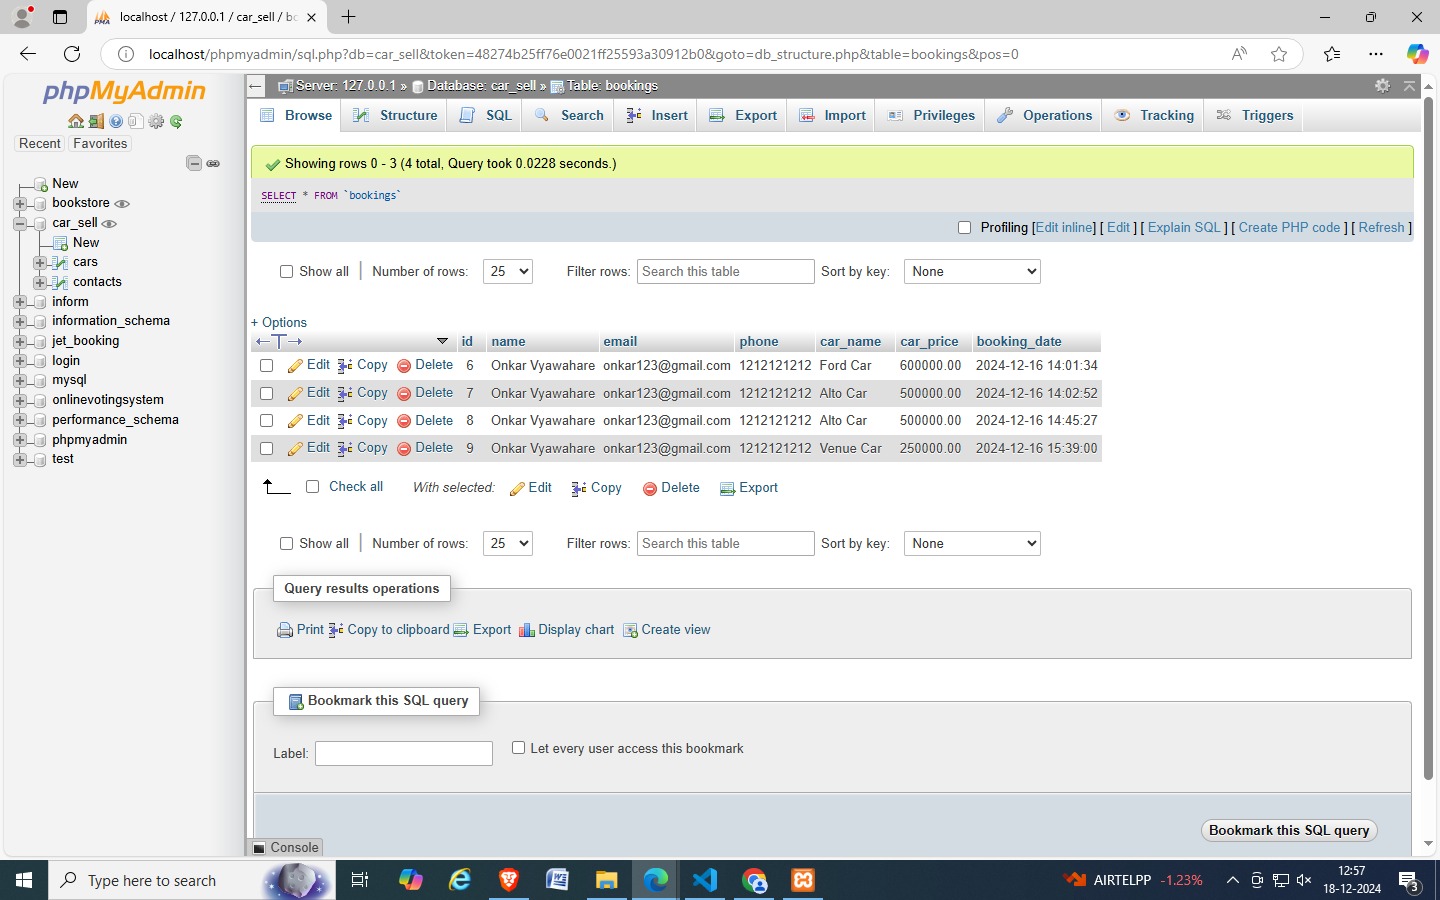 localhost / 127.0.0.1 / car_sell / bo
localhost/phpmyadmin/sql.php?db=car_sell&token=48274b25ff76e0021ff25593a30912b0&goto=db_structure.php&table=bookings&pos=0
phpMyAdmin
Recent Favorites
New
bookstore
car_sell
New
cars
contacts
inform
information_schema
jet_booking
login
mysql
onlinevotingsystem
performance_schema
phpmyadmin
test
Server: 127.0.0.1 » Database: car_sell » Table: bookings
Browse Structure SQL Search Insert Export Import Privileges Operations Tracking Triggers
Showing rows 0 - 3 (4 total, Query took 0.0228 seconds.)
SELECT * FROM `bookings`
Profiling [Edit inline] [ Edit ] [ Explain SQL ] [ Create PHP code ] [ Refresh ]
Show all | Number of rows: 25 Filter rows: Search this table Sort by key: None
+ Options
id name email phone car_name car_price booking_date
Edit Copy Delete 6 Onkar Vyawahare onkar123@gmail.com 1212121212 Ford Car 600000.00 2024-12-16 14:01:34
Edit Copy Delete 7 Onkar Vyawahare onkar123@gmail.com 1212121212 Alto Car 500000.00 2024-12-16 14:02:52
Edit Copy Delete 8 Onkar Vyawahare onkar123@gmail.com 1212121212 Alto Car 500000.00 2024-12-16 14:45:27
Edit Copy Delete 9 Onkar Vyawahare onkar123@gmail.com 1212121212 Venue Car 250000.00 2024-12-16 15:39:00
Check all With selected: Edit Copy Delete Export
Show all | Number of rows: 25 Filter rows: Search this table Sort by key: None
Query results operations
Print Copy to clipboard Export Display chart Create view
Bookmark this SQL query
Label: Let every user access this bookmark
Bookmark this SQL query
Console
Type here to search
AIRTELPP -1.23%
12:57
18-12-2024
3